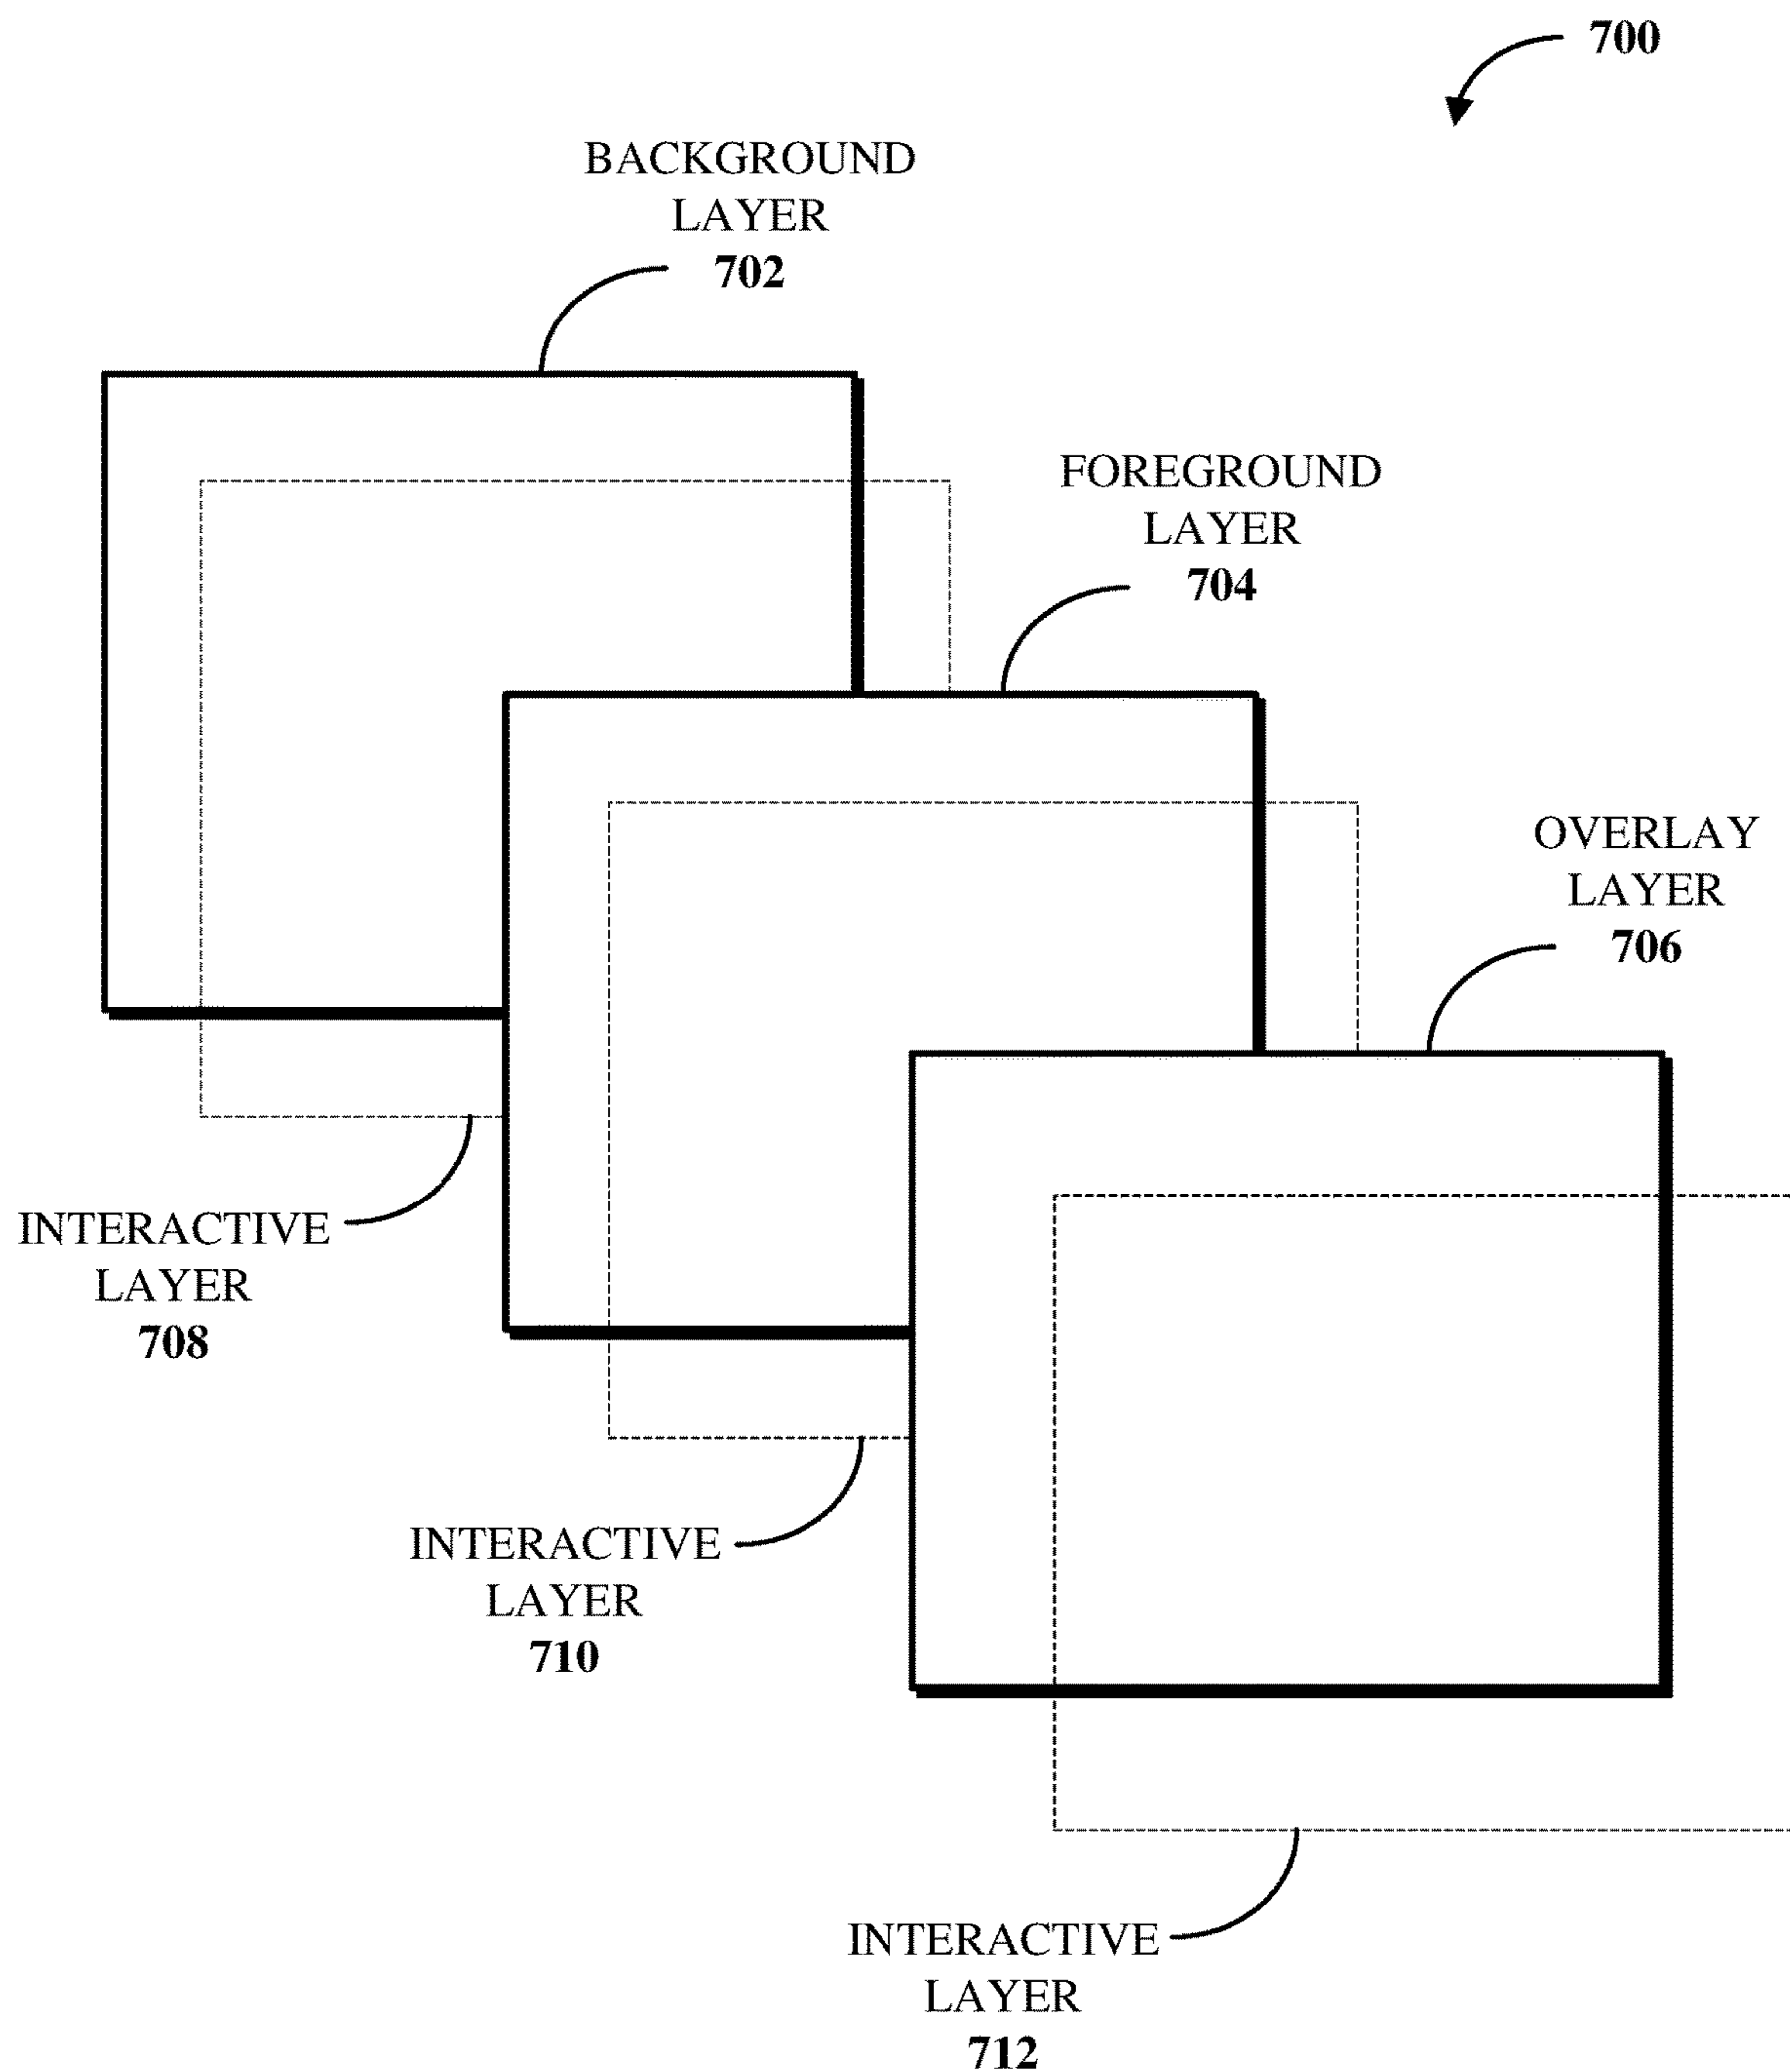 700
BACKGROUND
LAYER
702
FOREGROUND
LAYER
704
OVERLAY
LAYER
706
INTERACTIVE
LAYER
708
INTERACTIVE
LAYER
710
INTERACTIVE
LAYER
712